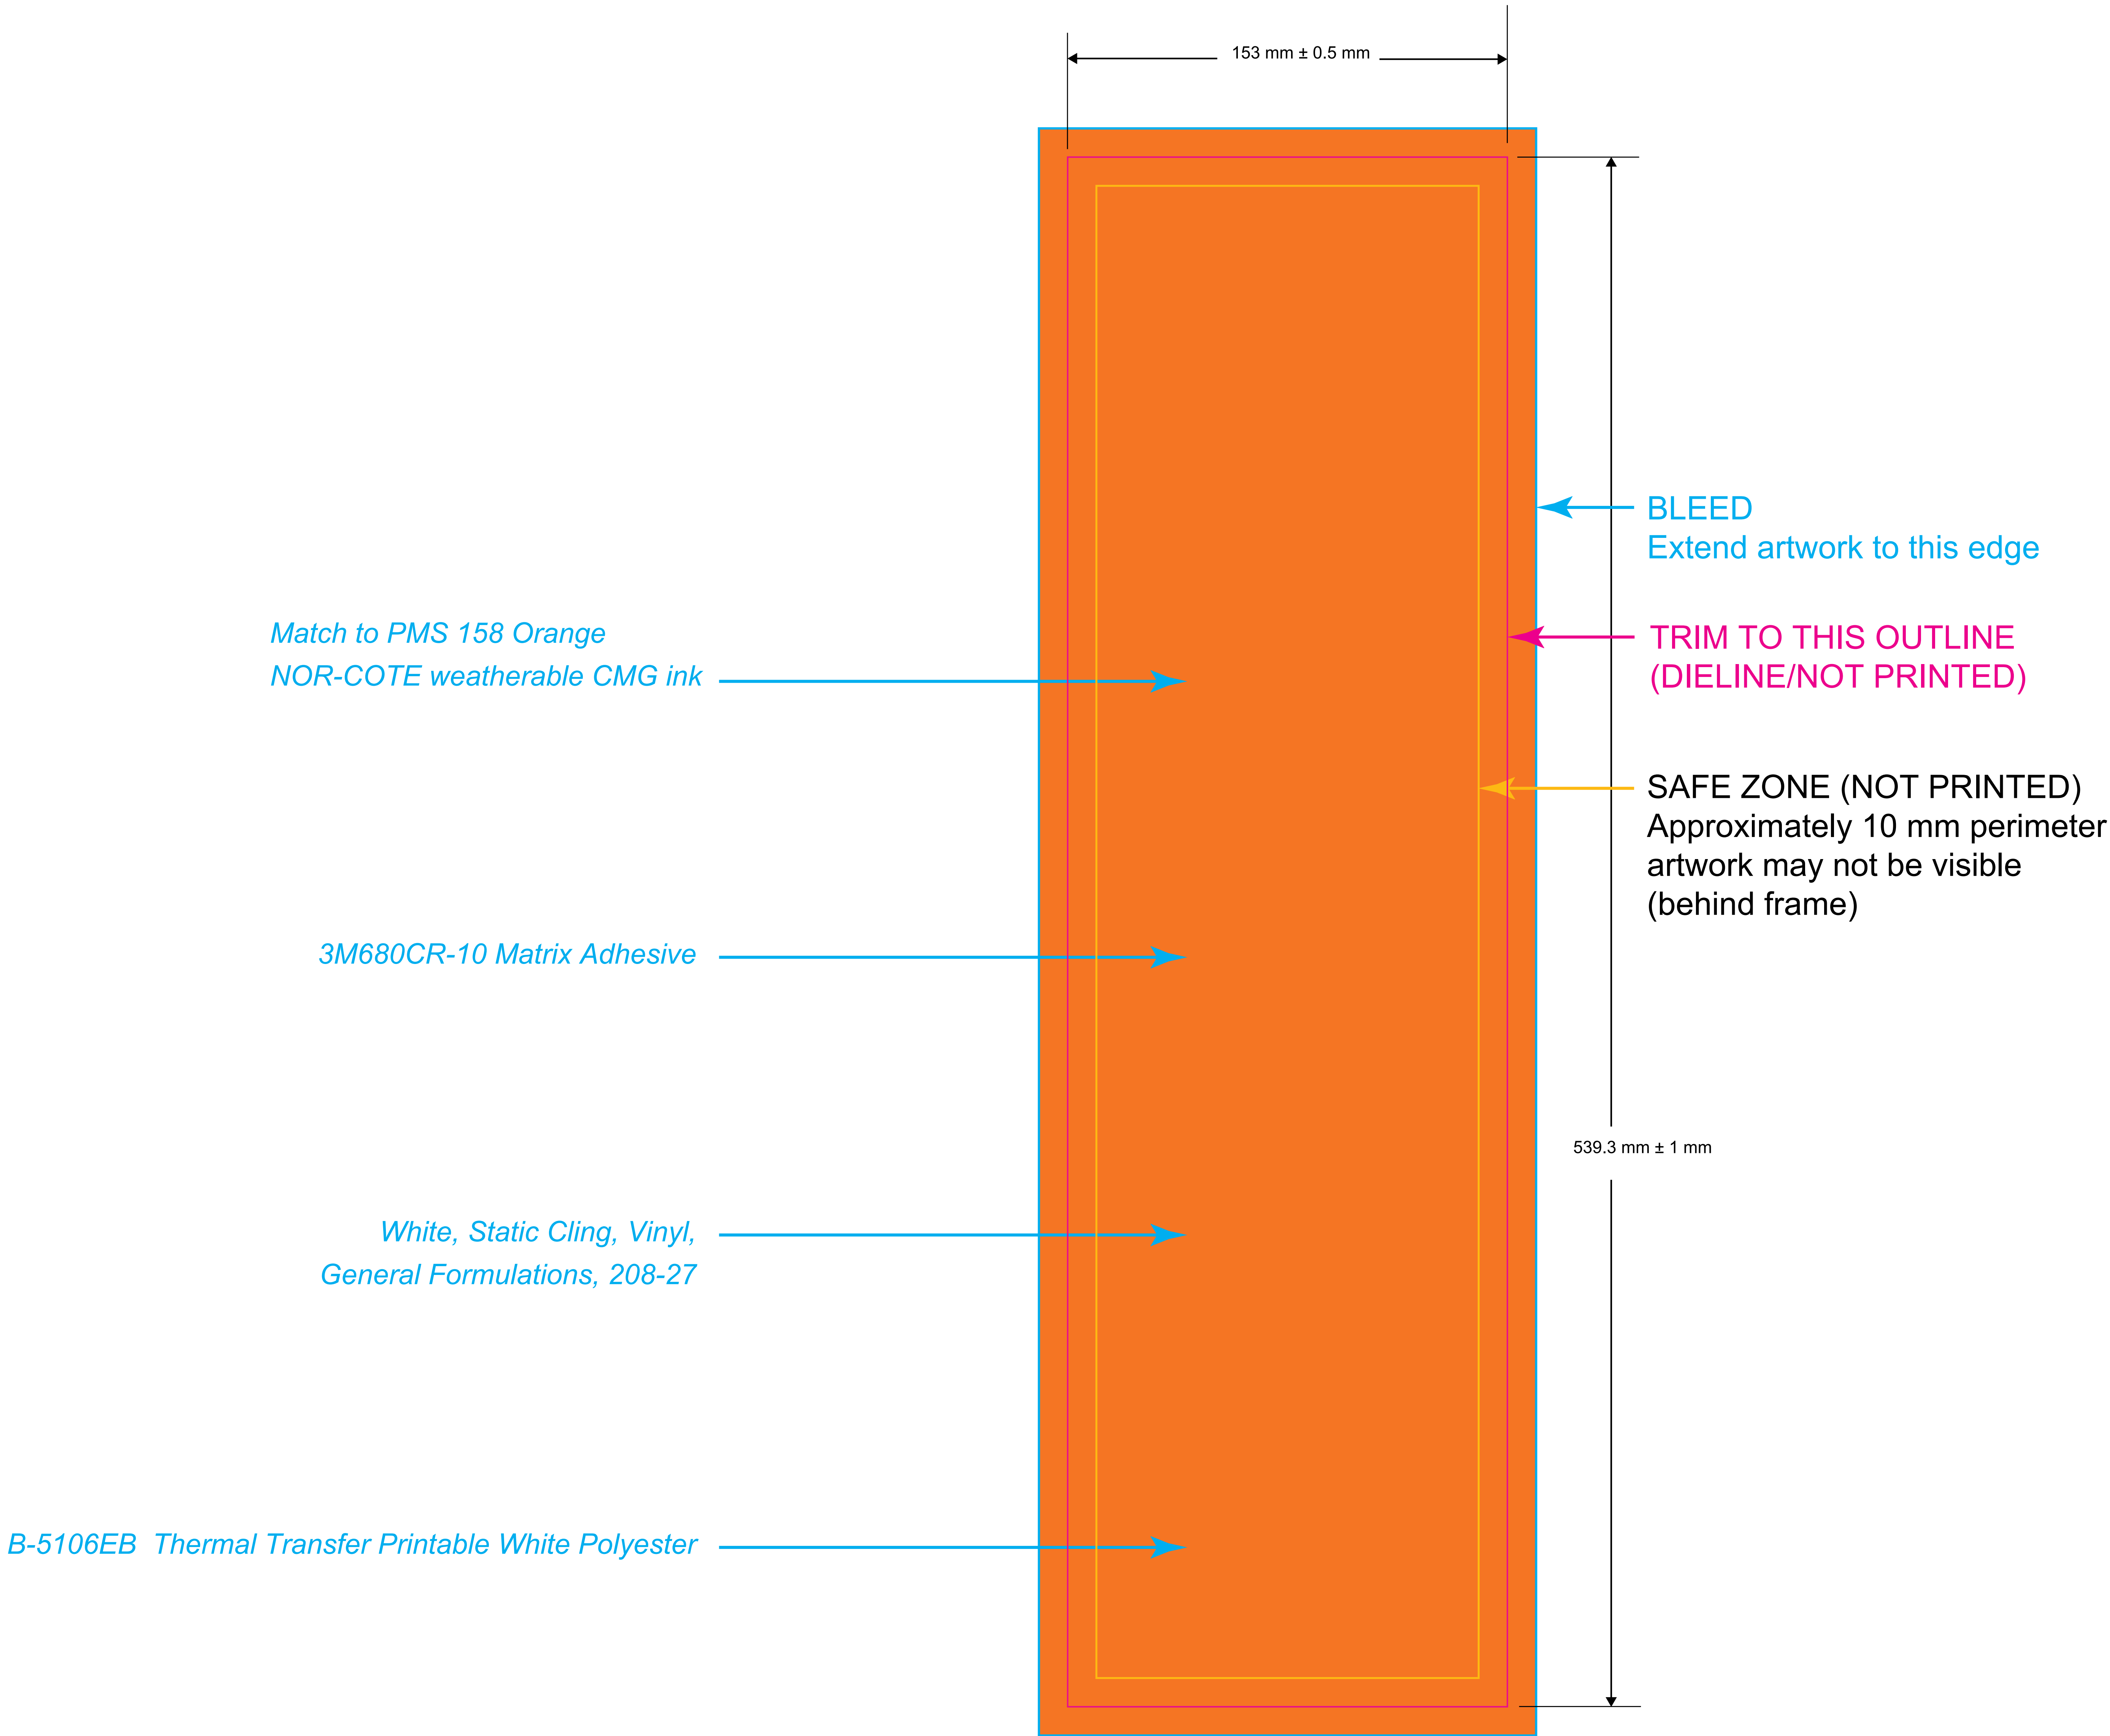 153 mm ± 0.5 mm
BLEED
Extend artwork to this edge
Match to PMS 158 Orange
NOR-COTE weatherable CMG ink
TRIM TO THIS OUTLINE
(DIELINE/NOT PRINTED)
SAFE ZONE (NOT PRINTED)
Approximately 10 mm perimeter
artwork may not be visible
(behind frame)
3M680CR-10 Matrix Adhesive
539.3 mm ± 1 mm
White, Static Cling, Vinyl,
General Formulations, 208-27
B-5106EB  Thermal Transfer Printable White Polyester